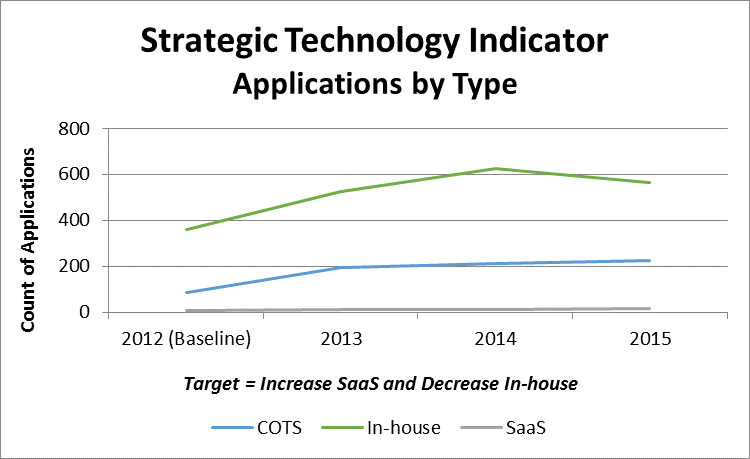 Strategic Technology Indicator
Applications by Type
Count of Applications
800
600
400
200
0
2012 (Baseline) 2013 2014 2015
Target = Increase SaaS and Decrease In-house
COTS In-house SaaS